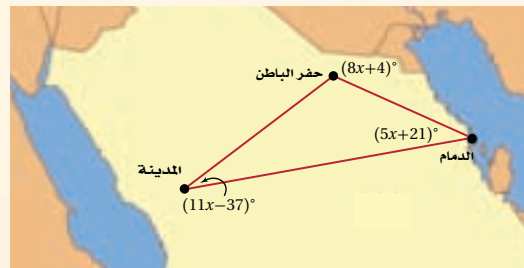 حفر الباطن
(8x+4)°
(5x+21)°
الدمام
المدينة
(11x−37)°